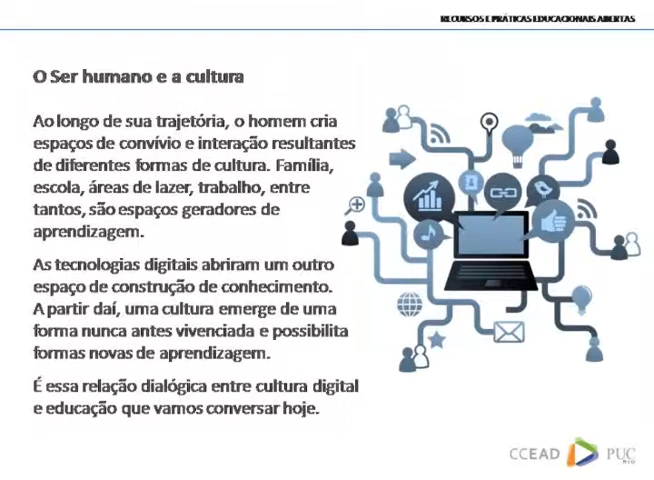 RECURSOS E PRÁTICAS EDUCACIONAIS ABERTAS
O Ser humano e a cultura
Ao longo de sua trajetória, o homem cria
espaços de convívio e interação resultantes
de diferentes formas de cultura. Família,
escola, áreas de lazer, trabalho, entre
tantos, são espaços geradores de
aprendizagem.
As tecnologias digitais abriram um outro
espaço de construção de conhecimento.
A partir daí, uma cultura emerge de uma
forma nunca antes vivenciada e possibilita
formas novas de aprendizagem.
É essa relação dialógica entre cultura digital
e educação que vamos conversar hoje.
CCEAD PUC
RIO